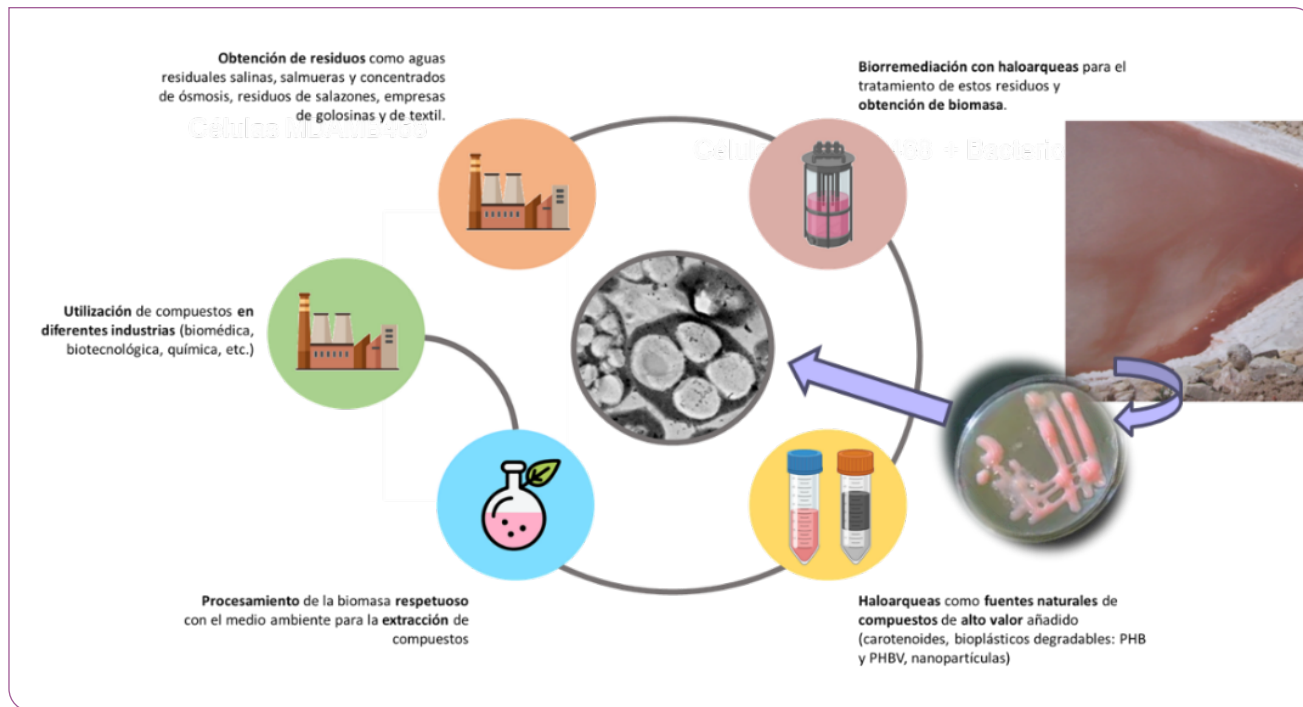 Obtención de residuos como aguas
residuales salinas, salmueras y concentrados
de ósmosis, residuos de salazones, empresas
de golosinas y de textil.
Biorremediación con haloarqueas para el
tratamiento de estos residuos y
obtención de biomasa.
Utilización de compuestos en
diferentes industrias (biomédica,
biotecnológica, química, etc.)
Procesamiento de la biomasa respetuoso
con el medio ambiente para la extracción de
compuestos
Haloarqueas como fuentes naturales de
compuestos de alto valor añadido
(carotenoides, bioplásticos degradables: PHB
y PHBV, nanopartículas)